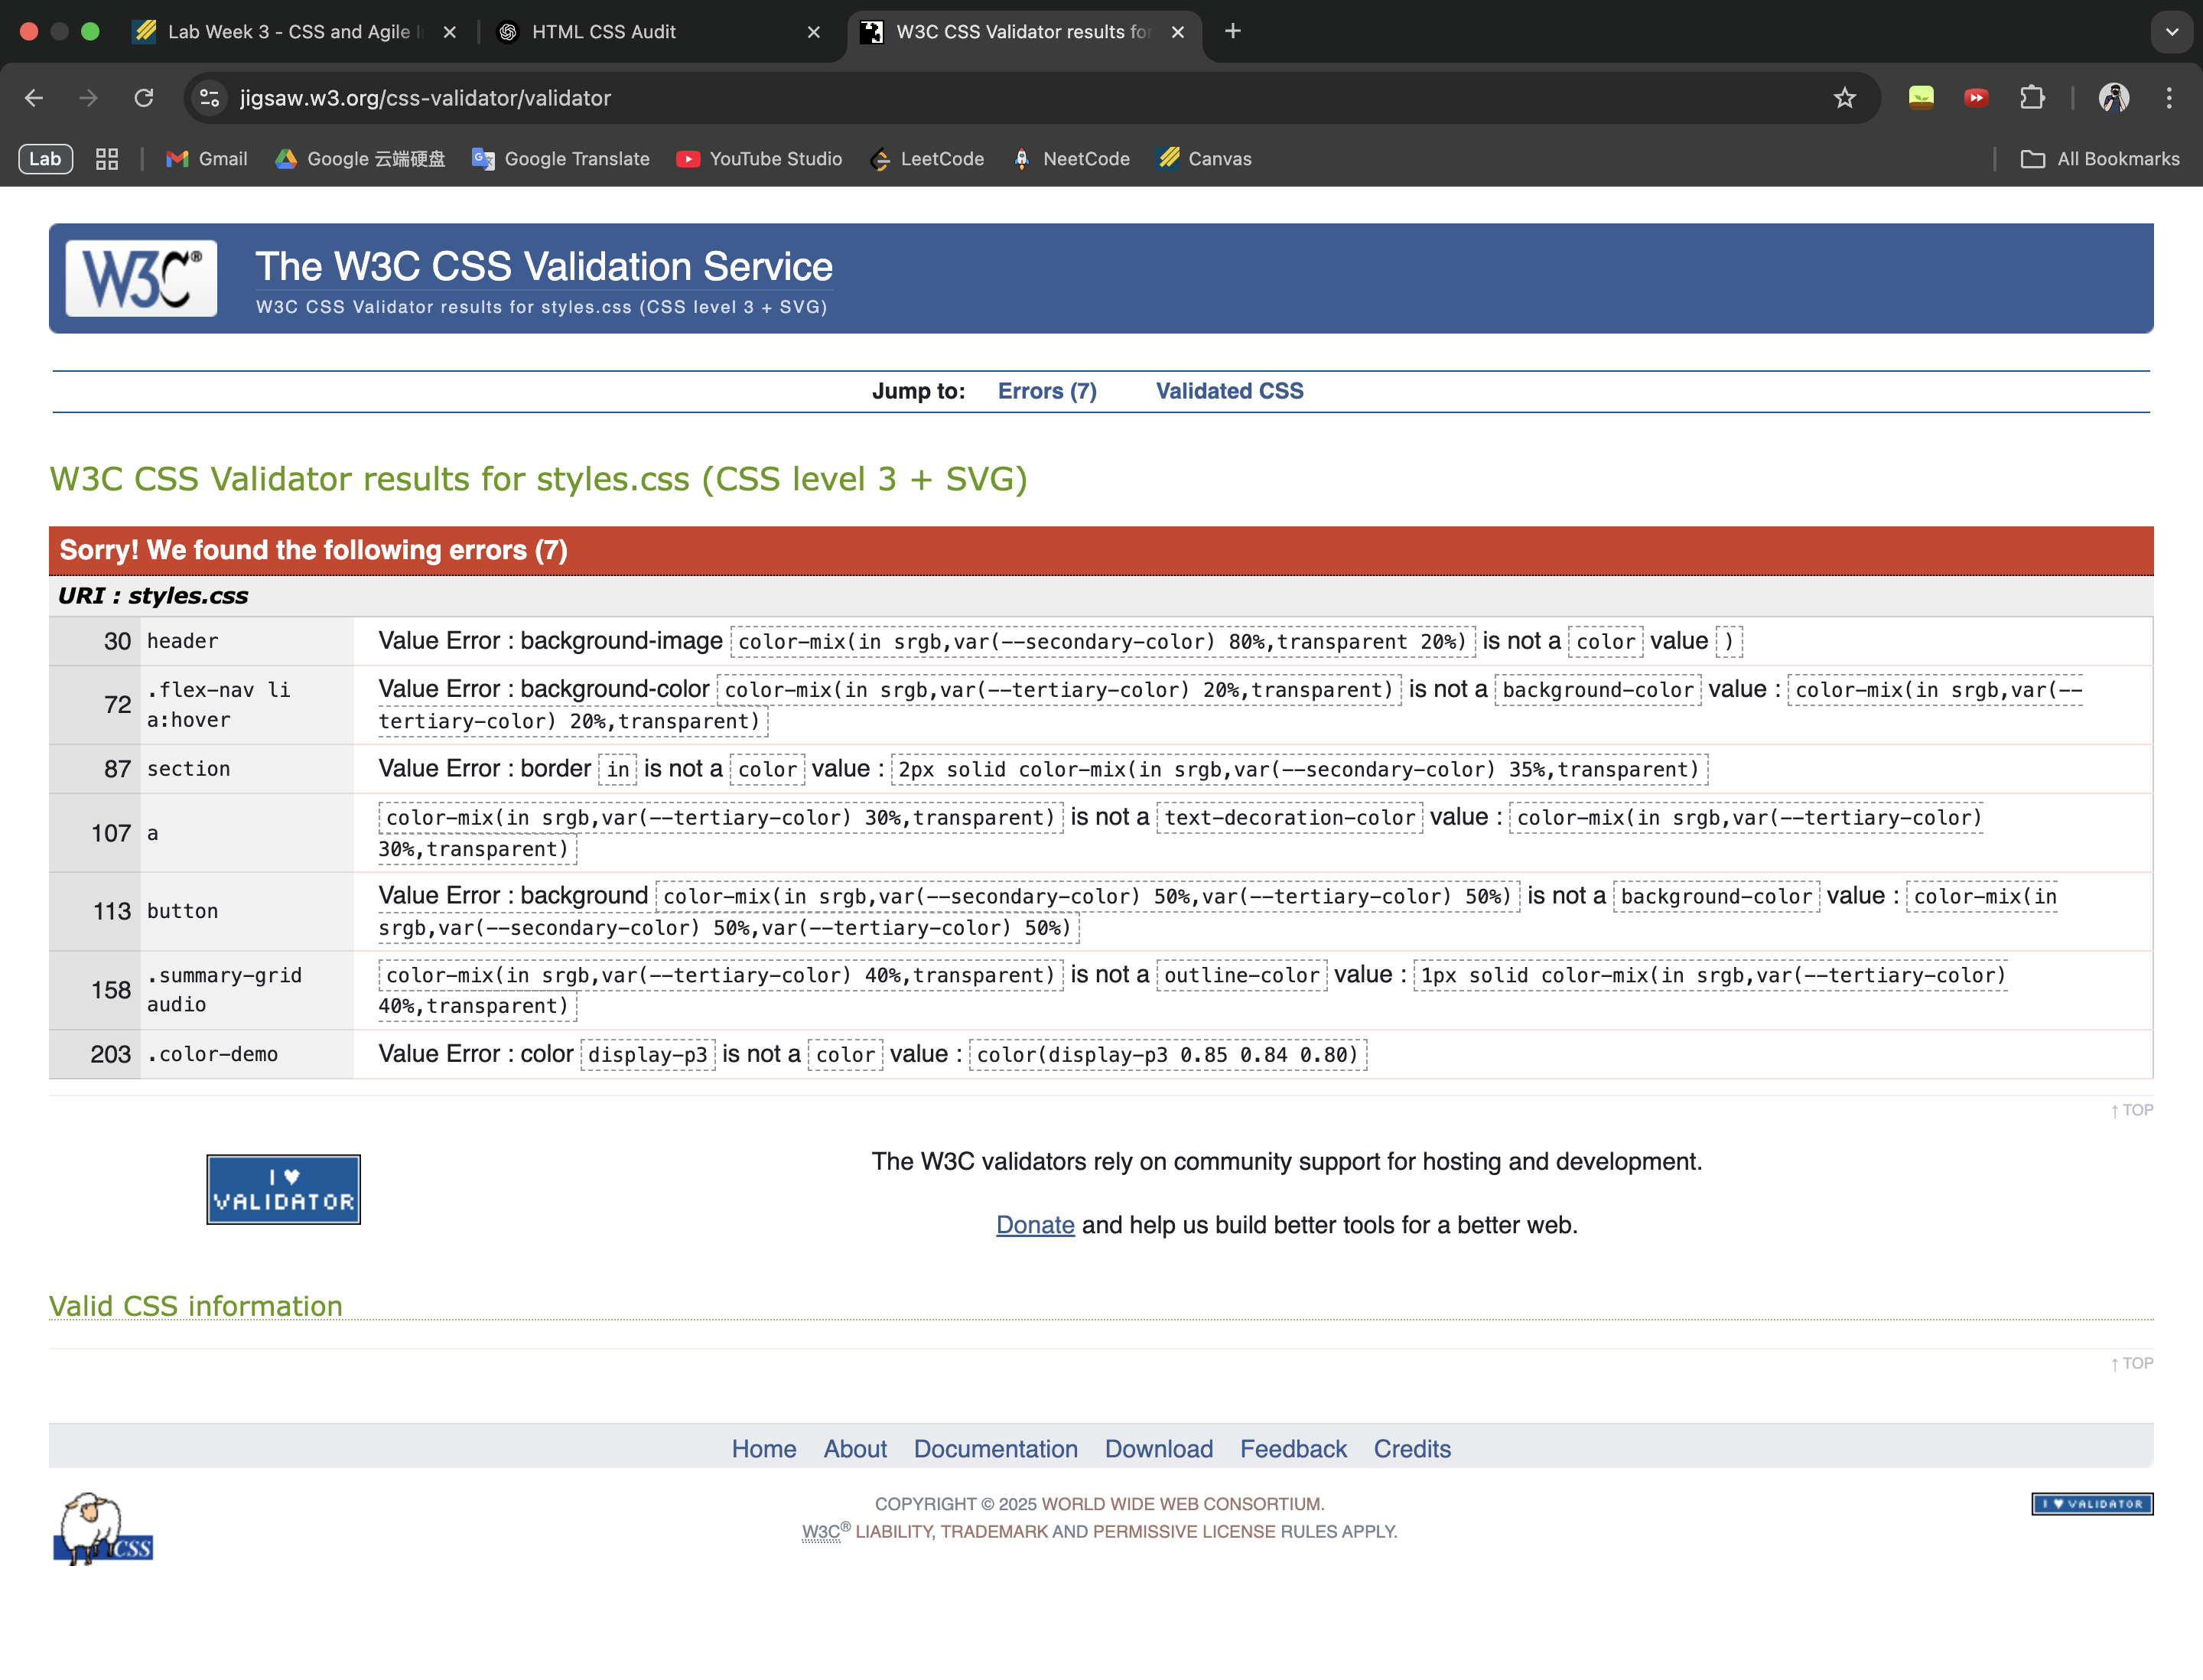 Lab Week 3 - CSS and Agile
HTML CSS Audit
W3C CSS Validator results fo
jigsaw.w3.org/css-validator/validator
Lab
Gmail
Google 云端硬盘
Google Translate
YouTube Studio
LeetCode
NeetCode
Canvas
All Bookmarks
W3C®
The W3C CSS Validation Service
W3C CSS Validator results for styles.css (CSS level 3 + SVG)
Jump to: Errors (7) Validated CSS
W3C CSS Validator results for styles.css (CSS level 3 + SVG)
Sorry! We found the following errors (7)
URI : styles.css
30 header Value Error : background-image color-mix(in srgb,var(--secondary-color) 80%,transparent 20%) is not a color value )
72 .flex-nav li a:hover Value Error : background-color color-mix(in srgb,var(--tertiary-color) 20%,transparent) is not a background-color value : color-mix(in srgb,var(--
tertiary-color) 20%,transparent)
87 section Value Error : border in is not a color value : 2px solid color-mix(in srgb,var(--secondary-color) 35%,transparent)
107 a color-mix(in srgb,var(--tertiary-color) 30%,transparent) is not a text-decoration-color value : color-mix(in srgb,var(--tertiary-color)
30%,transparent)
113 button Value Error : background color-mix(in srgb,var(--secondary-color) 50%,var(--tertiary-color) 50%) is not a background-color value : color-mix(in
srgb,var(--secondary-color) 50%,var(--tertiary-color) 50%)
158 .summary-grid audio color-mix(in srgb,var(--tertiary-color) 40%,transparent) is not a outline-color value : 1px solid color-mix(in srgb,var(--tertiary-color)
40%,transparent)
203 .color-demo Value Error : color display-p3 is not a color value : color(display-p3 0.85 0.84 0.80)
↑ TOP
I ♥
VALIDATOR
The W3C validators rely on community support for hosting and development.
Donate and help us build better tools for a better web.
Valid CSS information
↑ TOP
Home About Documentation Download Feedback Credits
CSS
COPYRIGHT © 2025 WORLD WIDE WEB CONSORTIUM.
W3C® LIABILITY, TRADEMARK AND PERMISSIVE LICENSE RULES APPLY.
I ♥ VALIDATOR